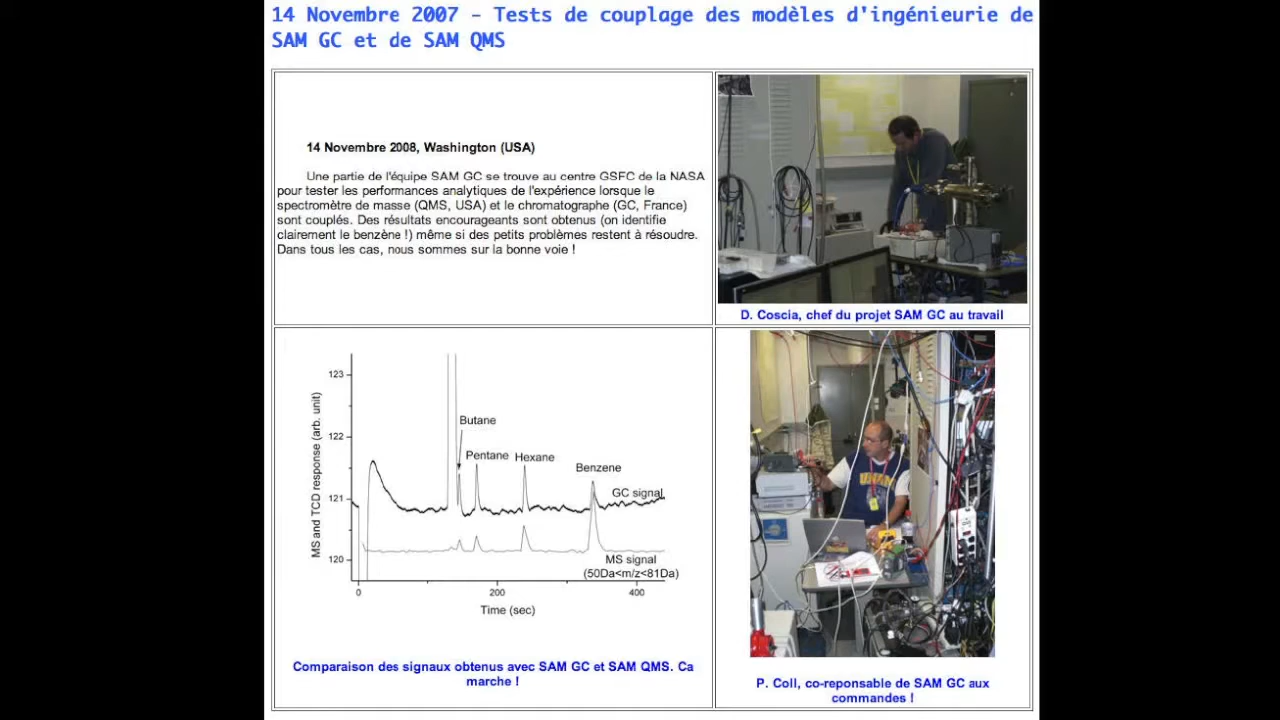 14 Novembre 2007 - Tests de couplage des modèles d'ingénieurie de
SAM GC et de SAM QMS
14 Novembre 2008, Washington (USA)
Une partie de l'équipe SAM GC se trouve au centre GSFC de la NASA
pour tester les performances analytiques de l'expérience lorsque le
spectromètre de masse (QMS, USA) et le chromatographe (GC, France)
sont couplés. Des résultats encourageants sont obtenus (on identifie
clairement le benzène !) même si des petits problèmes restent à résoudre.
Dans tous les cas, nous sommes sur la bonne voie !
D. Coscia, chef du projet SAM GC au travail
MS and TCD response (arb. unit)
123
122
121
120
Butane
Pentane
Hexane
Benzene
GC signal
MS signal
(50Da<m/z<81Da)
0
200
400
Time (sec)
Comparaison des signaux obtenus avec SAM GC et SAM QMS. Ca
marche !
P. Coll, co-reponsable de SAM GC aux
commandes !